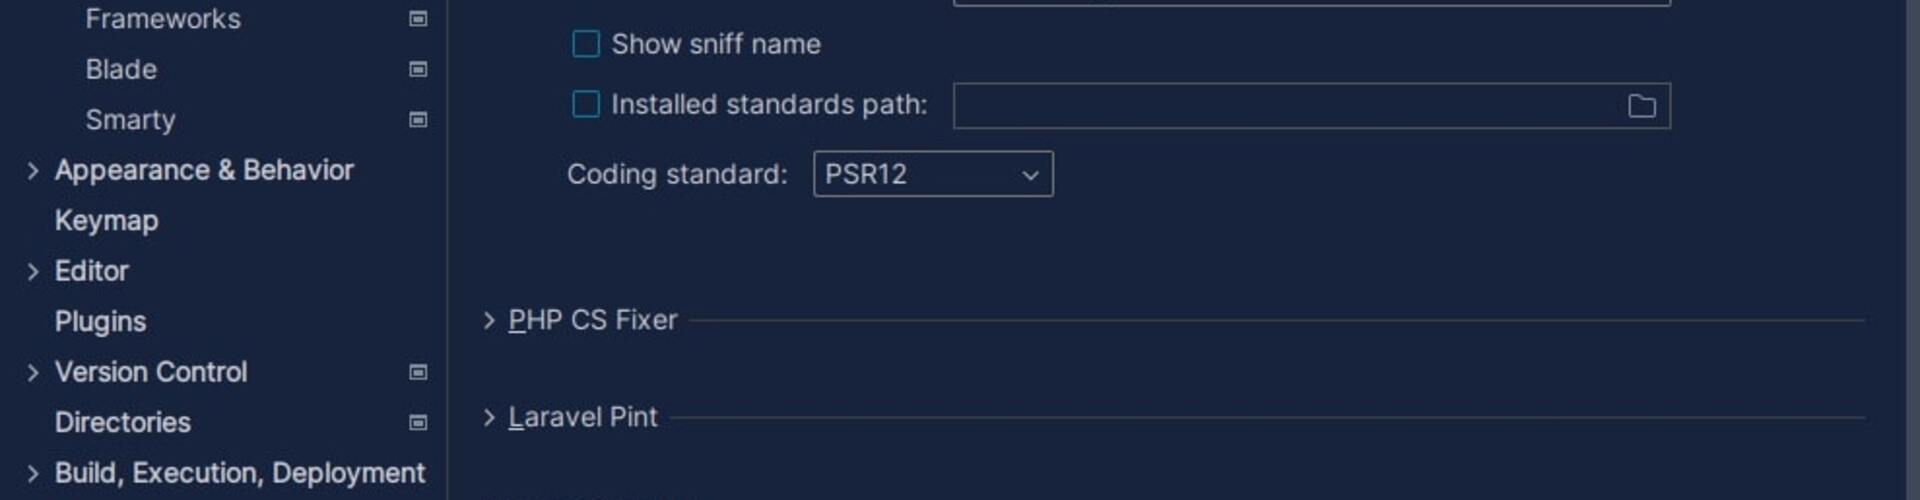 Frameworks
Blade
Smarty
Appearance & Behavior
Keymap
Editor
Plugins
Version Control
Directories
Build, Execution, Deployment
Show sniff name
Installed standards path:
Coding standard: PSR12
PHP CS Fixer
Laravel Pint